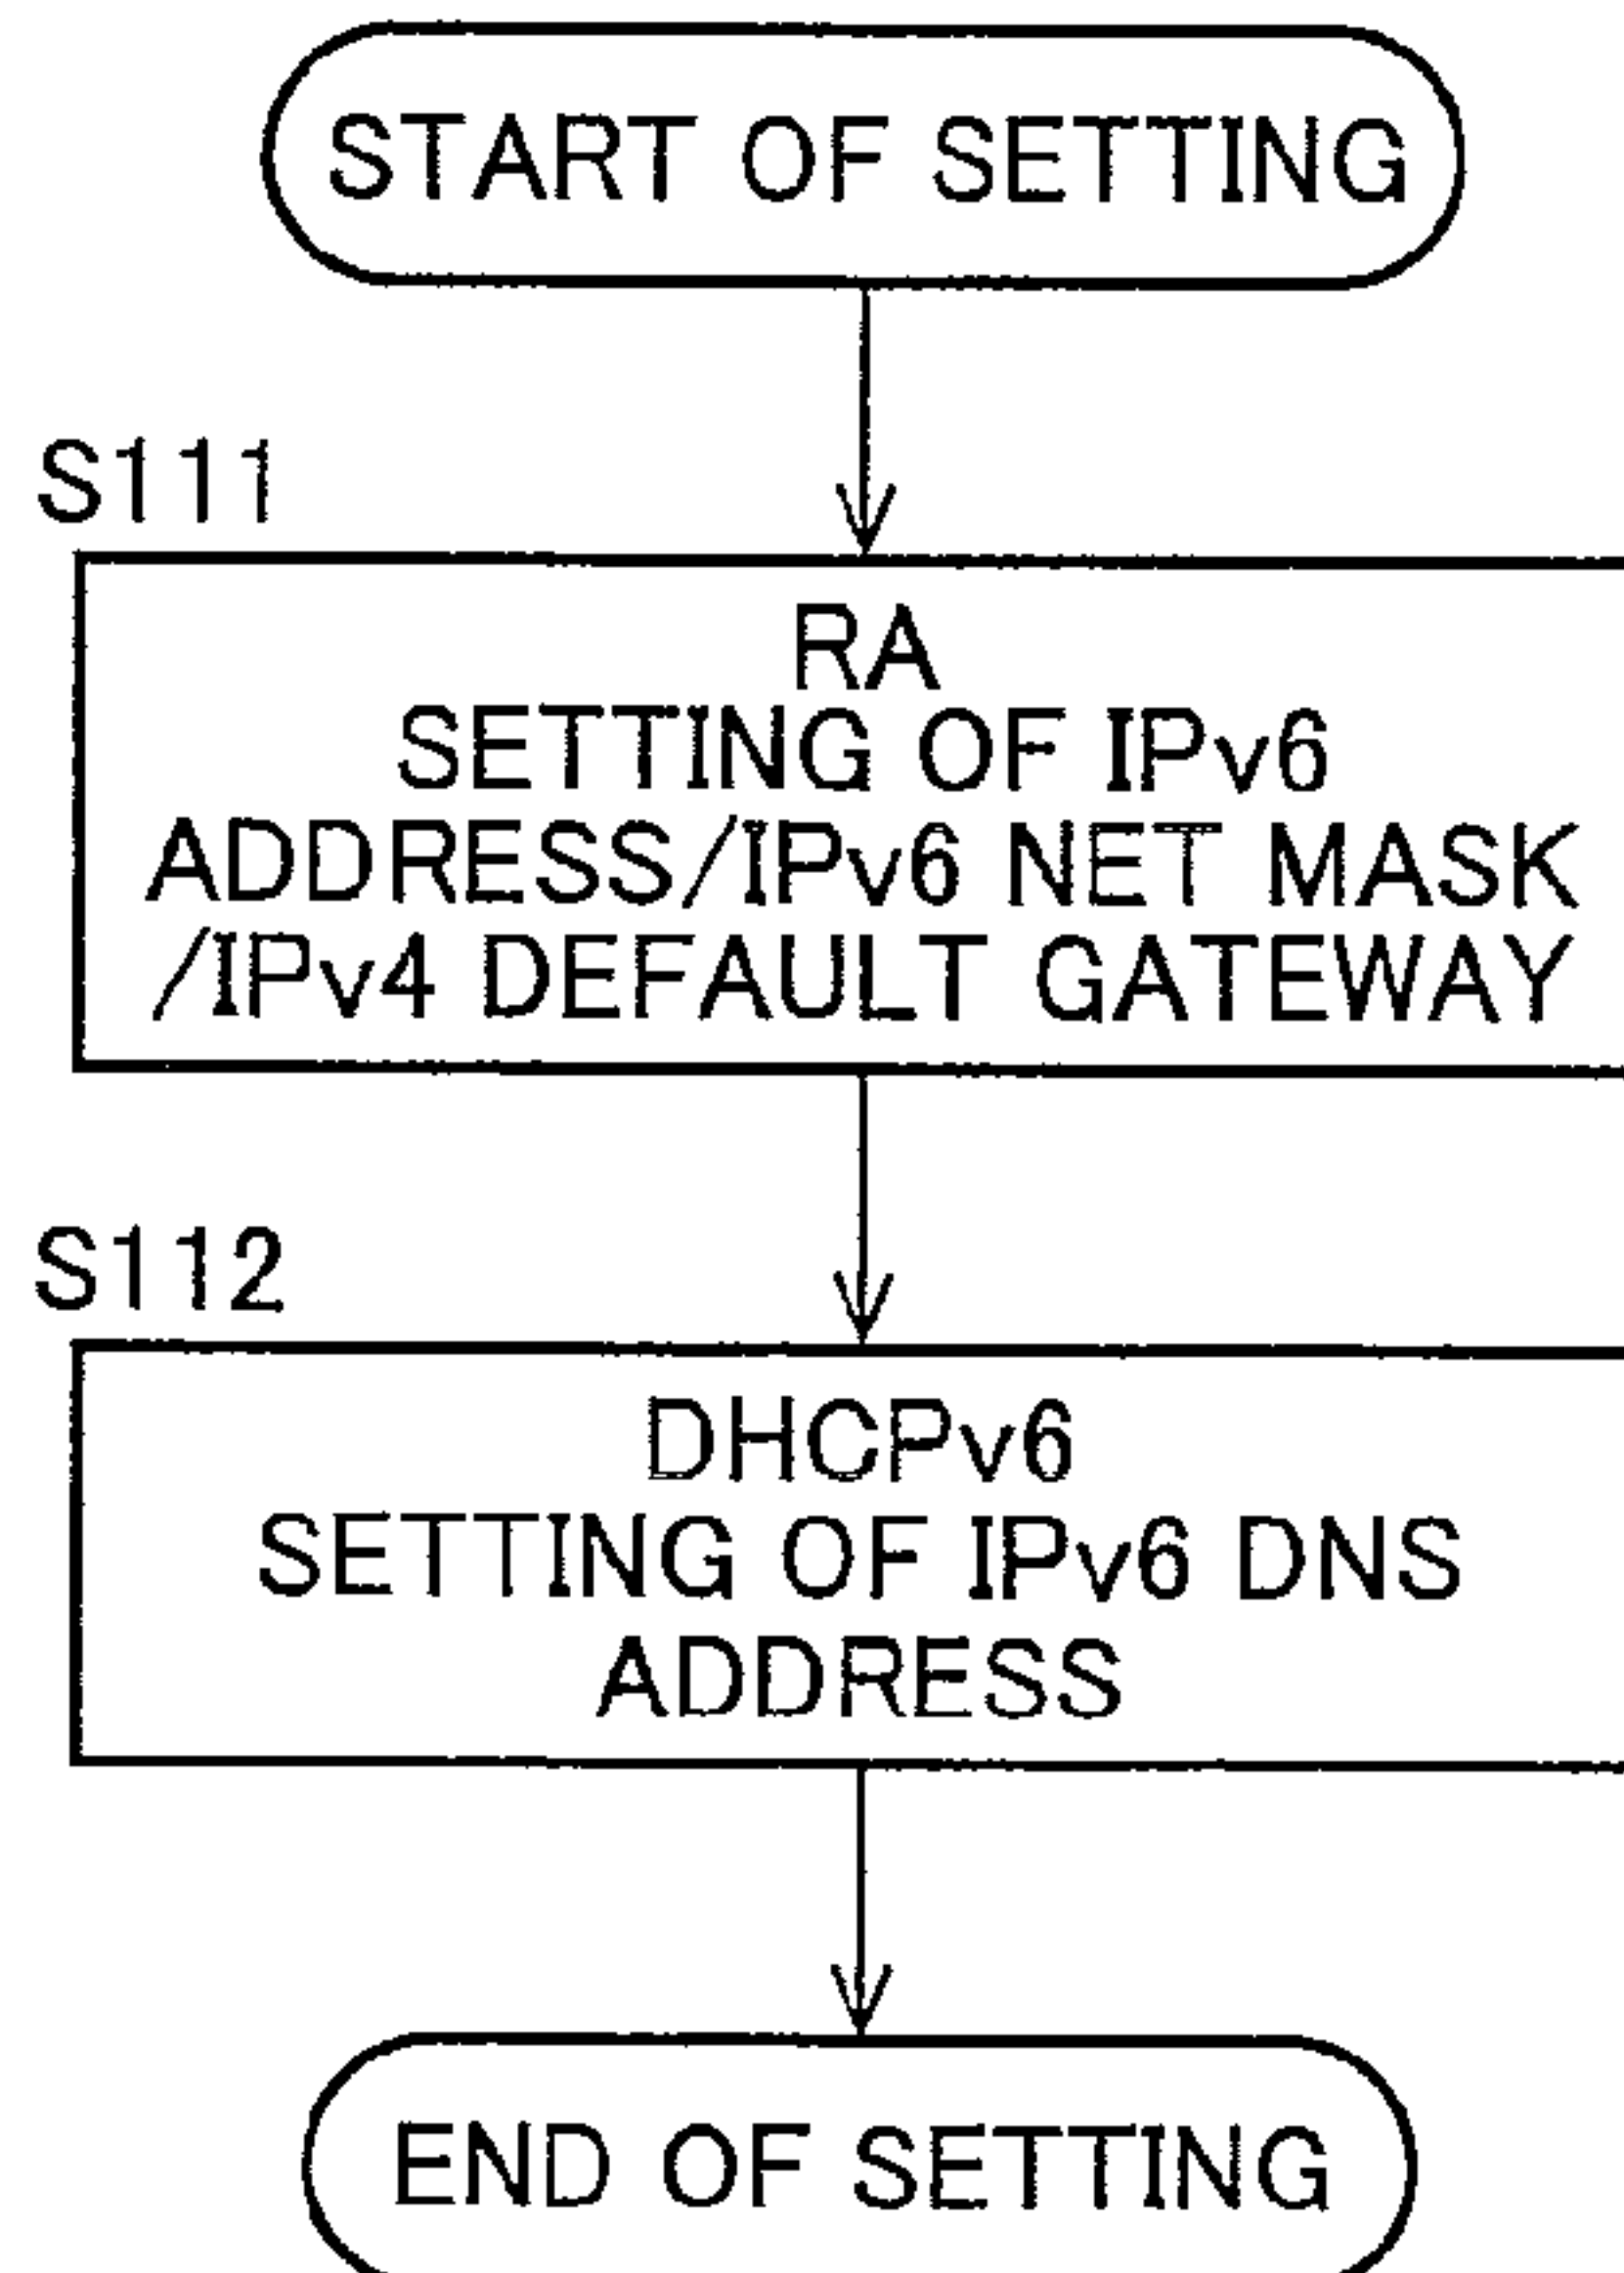 START OF SETTING
S111
RA
SETTING OF IPv6
ADDRESS/IPv6 NET MASK
/IPv4 DEFAULT GATEWAY
S112
DHCPv6
SETTING OF IPv6 DNS
ADDRESS
END OF SETTING